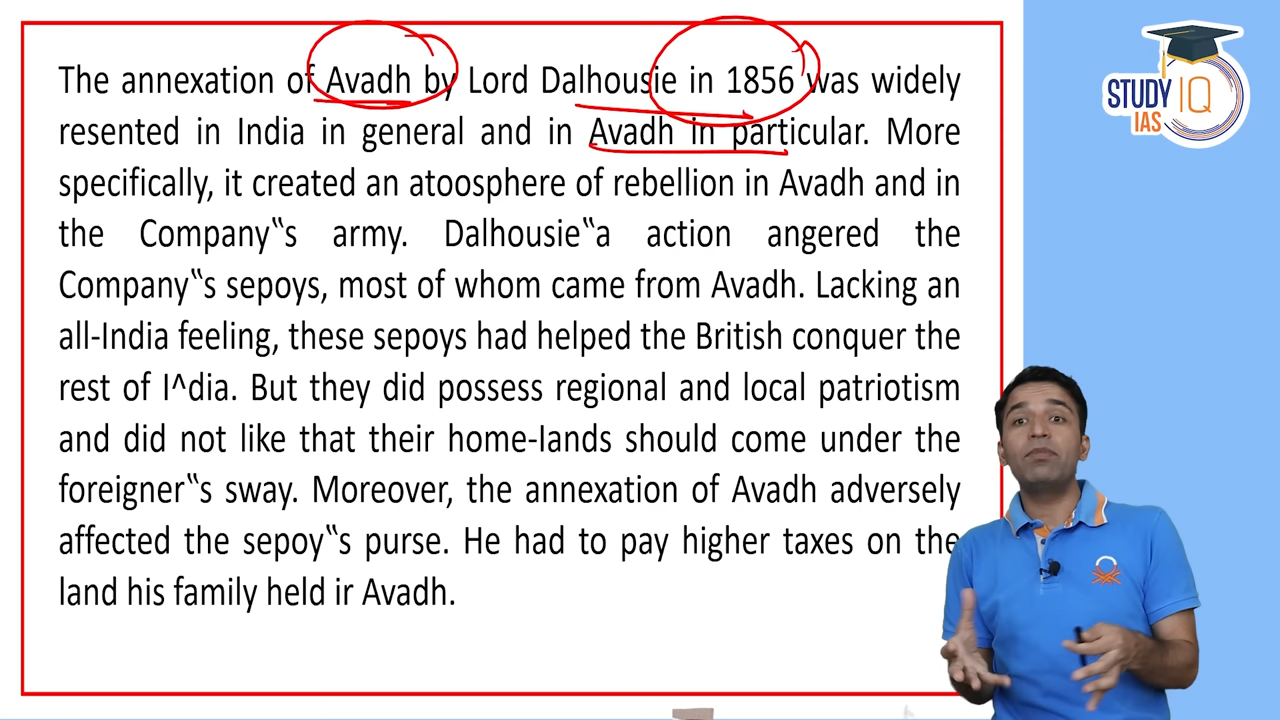 The annexation of Avadh by Lord Dalhousie in 1856 was widely
resented in India in general and in Avadh in particular. More
specifically, it created an atoosphere of rebellion in Avadh and in
the Company‟s army. Dalhousie‟a action angered the
Company‟s sepoys, most of whom came from Avadh. Lacking an
all-India feeling, these sepoys had helped the British conquer the
rest of I^dia. But they did possess regional and local patriotism
and did not like that their home-lands should come under the
foreigner‟s sway. Moreover, the annexation of Avadh adversely
affected the sepoy‟s purse. He had to pay higher taxes on the
land his family held ir Avadh.
STUDY IQ
IAS